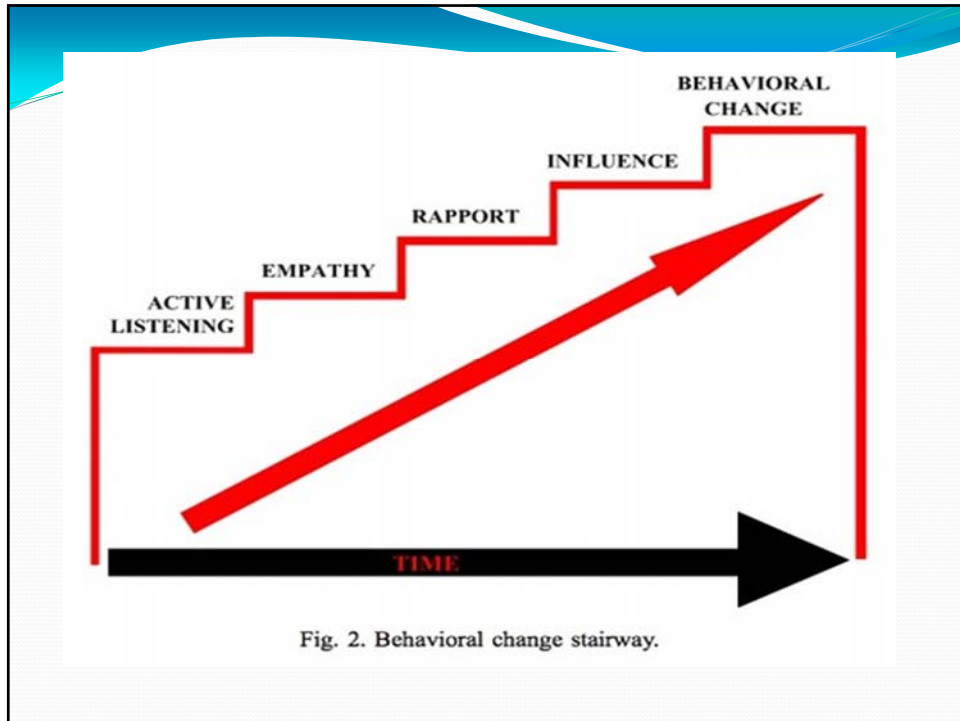 BEHAVIORAL
CHANGE
INFLUENCE
RAPPORT
EMPATHY
ACTIVE
LISTENING
TIME
Fig. 2. Behavioral change stairway.